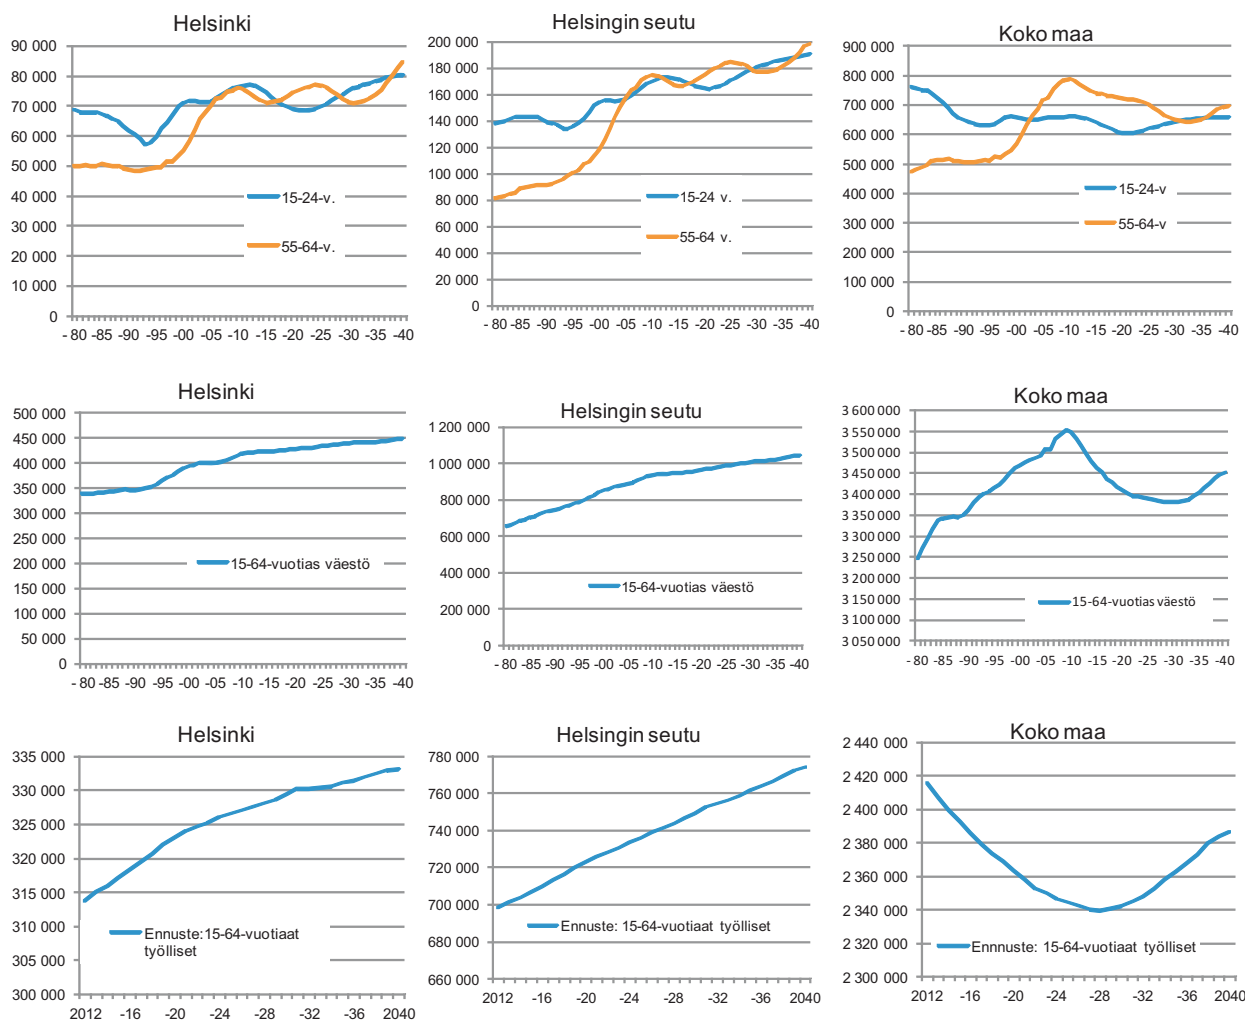 Helsinki
90 000
80 000
70 000
60 000
50 000
40 000
30 000
20 000
10 000
0
15-24-v.
55-64-v.
- 80 -85 -90 -95 -00 -05 -10 -15 -20 -25 -30 -35 -40
Helsingin seutu
200 000
180 000
160 000
140 000
120 000
100 000
80 000
60 000
40 000
20 000
0
15-24 v.
55-64 v.
- 80 -85 -90 -95 -00 -05 -10 -15 -20 -25 -30 -35 -40
Koko maa
900 000
800 000
700 000
600 000
500 000
400 000
300 000
200 000
100 000
0
15-24-v
55-64-v
- 80 -85 -90 -95 -00 -05 -10 -15 -20 -25 -30 -35 -40
Helsinki
500 000
450 000
400 000
350 000
300 000
250 000
200 000
150 000
100 000
50 000
0
15-64-vuotias väestö
- 80 -85 -90 -95 -00 -05 -10 -15 -20 -25 -30 -35 -40
Helsingin seutu
1 200 000
1 000 000
800 000
600 000
400 000
200 000
0
15-64-vuotias väestö
- 80 -85 -90 -95 -00 -05 -10 -15 -20 -25 -30 -35 -40
Koko maa
3 600 000
3 550 000
3 500 000
3 450 000
3 400 000
3 350 000
3 300 000
3 250 000
3 200 000
3 150 000
3 100 000
3 050 000
15-64-vuotias väestö
- 80 -85 -90 -95 -00 -05 -10 -15 -20 -25 -30 -35 -40
Helsinki
335 000
330 000
325 000
320 000
315 000
310 000
305 000
300 000
Ennuste: 15-64-vuotiaat
työlliset
2012 -16 -20 -24 -28 -32 -36 2040
Helsingin seutu
780 000
760 000
740 000
720 000
700 000
680 000
660 000
Ennuste: 15-64-vuotiaat työlliset
2012 -16 -20 -24 -28 -32 -36 2040
Koko maa
2 440 000
2 420 000
2 400 000
2 380 000
2 360 000
2 340 000
2 320 000
2 300 000
Ennnuste: 15-64-vuotiaat työlliset
2012 -16 -20 -24 -28 -32 -36 2040